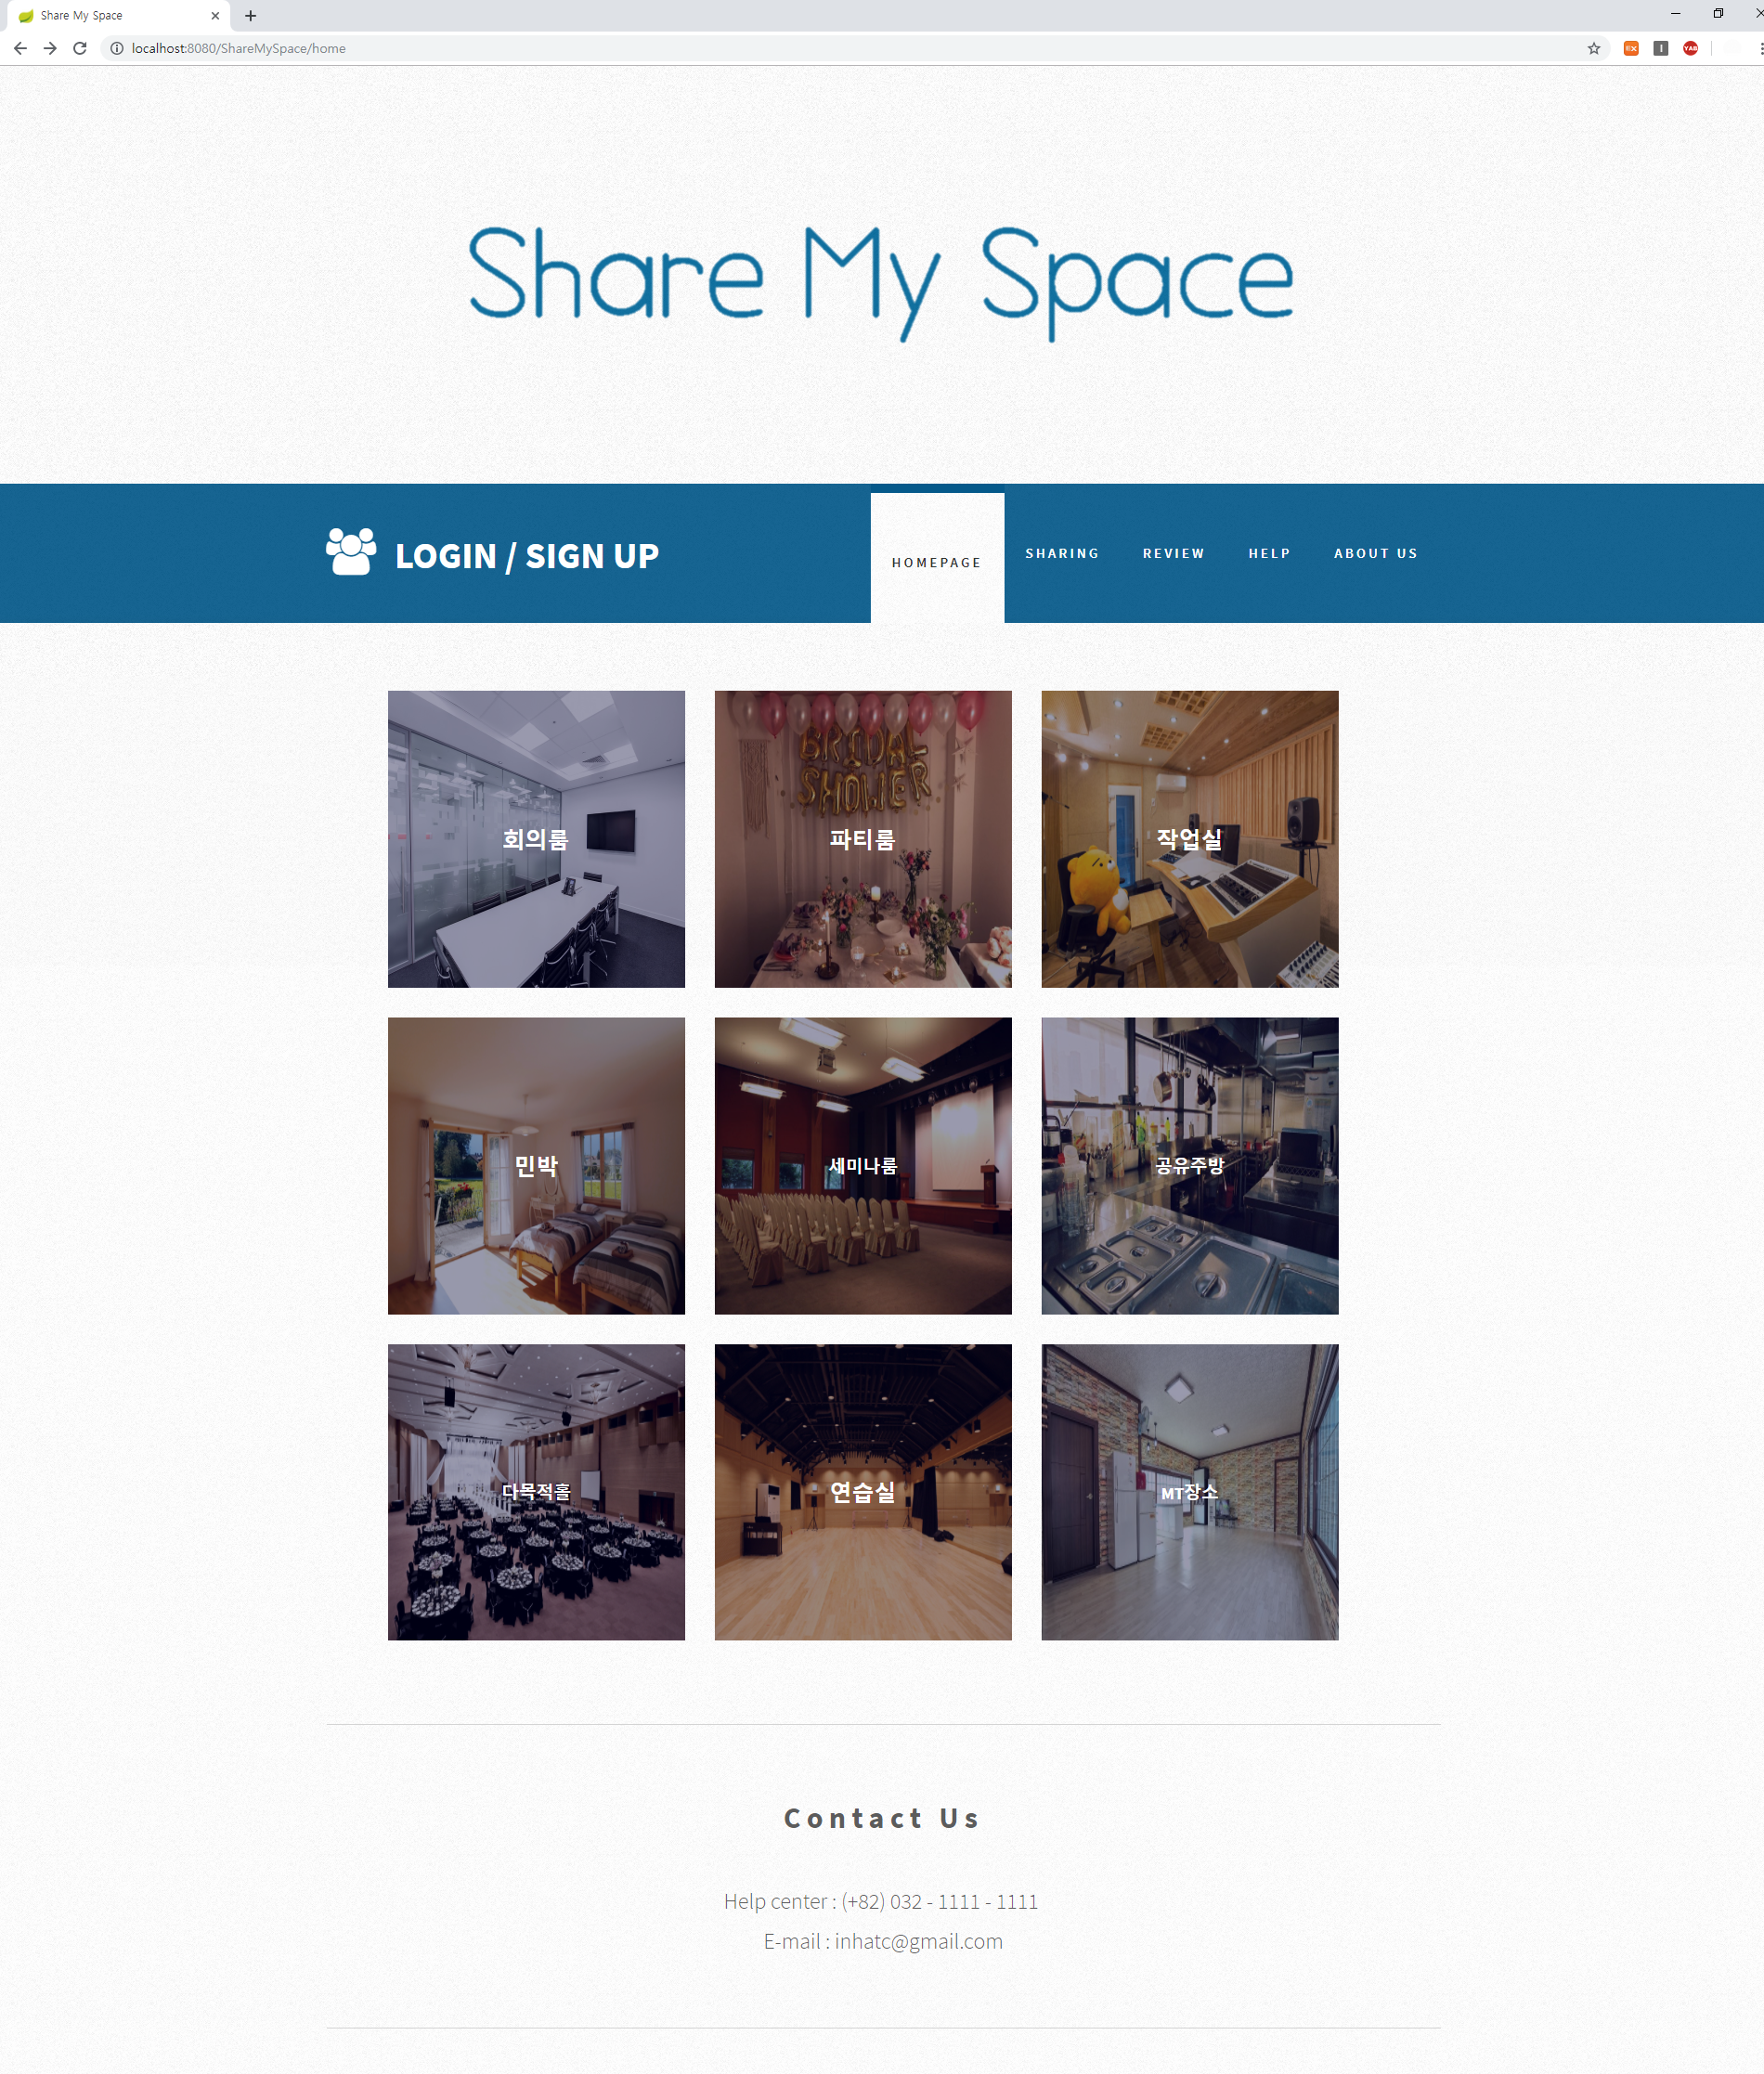 Share My Space
localhost:8080/ShareMySpace/home
Share My Space
LOGIN / SIGN UP
HOMEPAGE
SHARING
REVIEW
HELP
ABOUT US
BRIDAL
SHOWER
회의룸
파티룸
작업실
민박
세미나룸
공유주방
다목적홀
연습실
MT장소
Contact Us
Help center : (+82) 032 - 1111 - 1111
E-mail : inhatc@gmail.com